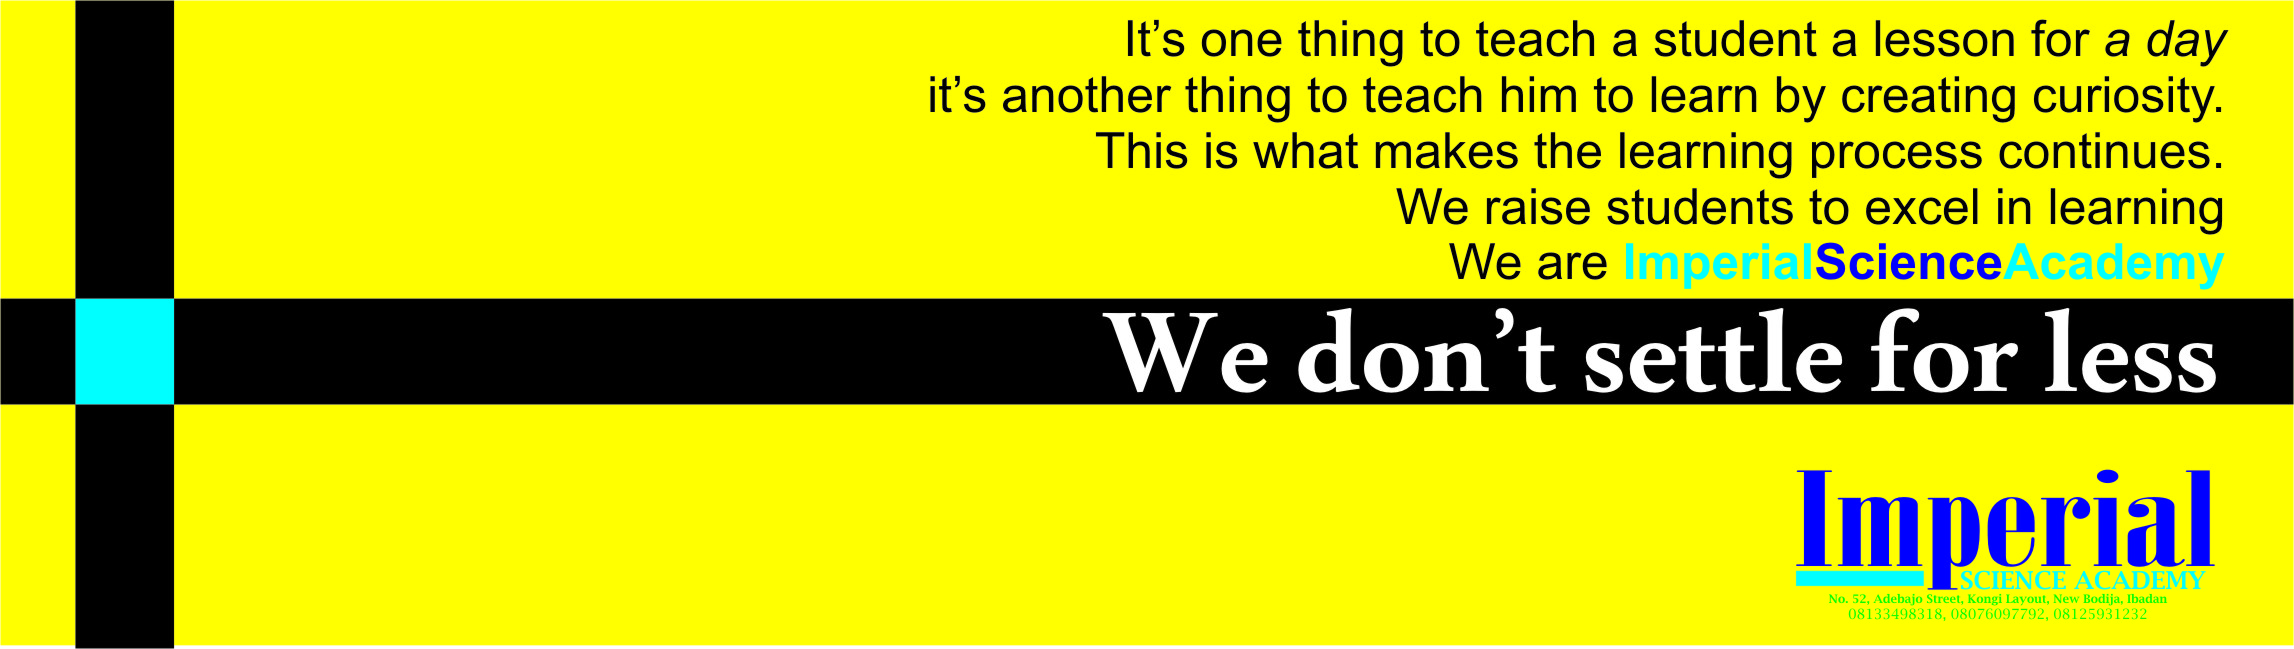 It’s one thing to teach a student a lesson for a day
it’s another thing to teach him to learn by creating curiosity.
This is what makes the learning process continues.
We raise students to excel in learning
We are ImperialScienceAcademy
We don’t settle for less
Imperial
SCIENCE ACADEMY
No. 52, Adebajo Street, Kongi Layout, New Bodija, Ibadan
08133498318, 08076097792, 08125931232